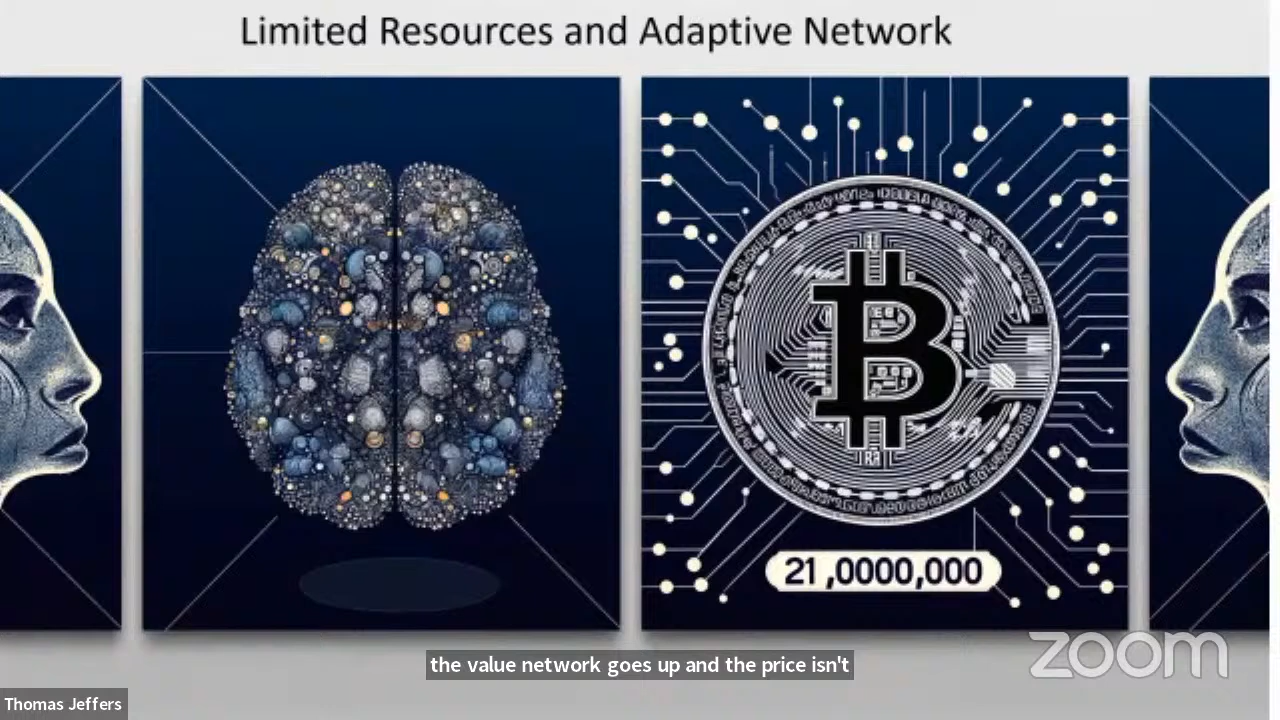 Limited Resources and Adaptive Network
21 ,0000,000
the value network goes up and the price isn't
zoom
Thomas Jeffers